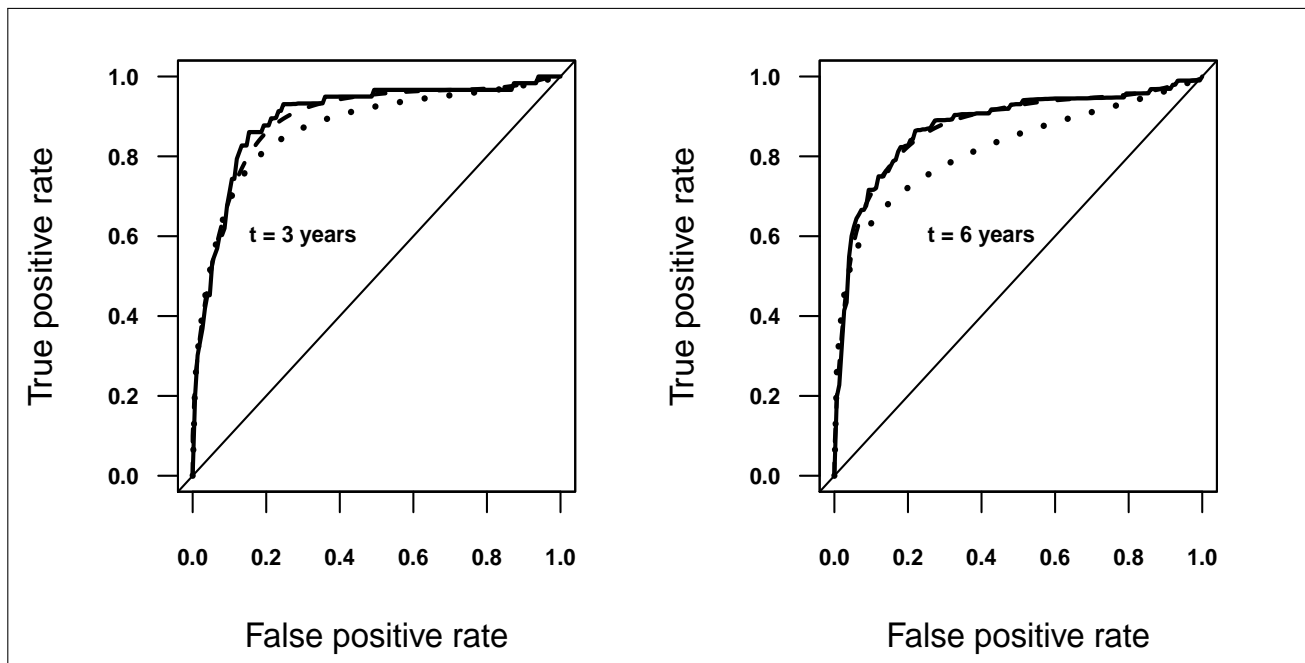 True positive rate
1.0
0.8
0.6
0.4
0.2
0.0
t = 3 years
0.0 0.2 0.4 0.6 0.8 1.0
False positive rate
True positive rate
1.0
0.8
0.6
0.4
0.2
0.0
t = 6 years
0.0 0.2 0.4 0.6 0.8 1.0
False positive rate